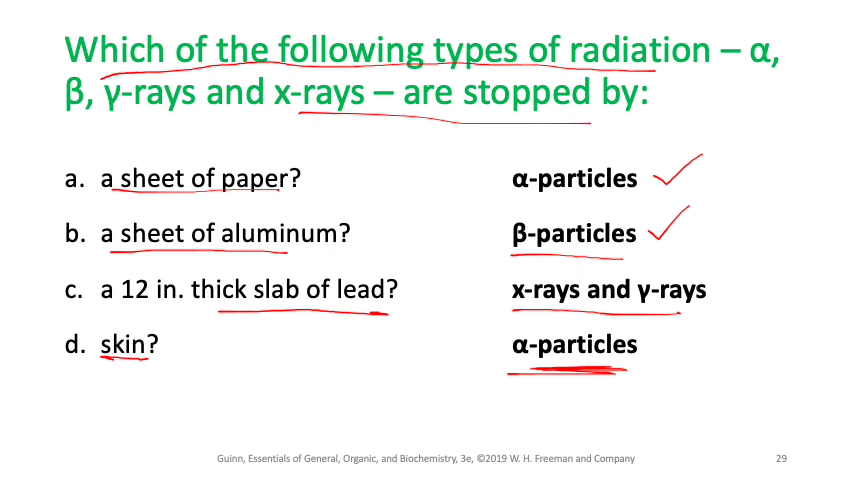 Which of the following types of radiation – α,
β, γ-rays and x-rays – are stopped by:
a. a sheet of paper? α-particles
b. a sheet of aluminum? β-particles
c. a 12 in. thick slab of lead? x-rays and γ-rays
d. skin? α-particles
Guinn, Essentials of General, Organic, and Biochemistry, 3e, ©2019 W. H. Freeman and Company 29